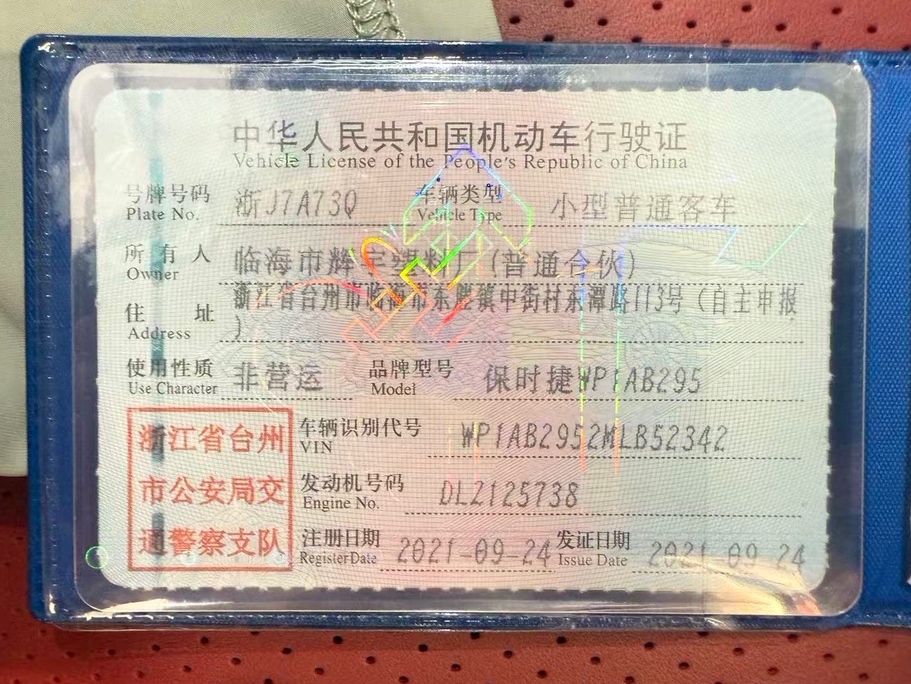 中华人民共和国机动车行驶证
Vehicle License of the People's Republic of China
号牌号码 浙J7A73Q 车辆类型 小型普通客车
Plate No. Vehicle Type
所有人 临海市辉宇塑料厂(普通合伙)
Owner
浙江省台州市临海市东塍镇中街村东潭路113号(自主申报
住址 )
Address
使用性质 非营运 品牌型号 保时捷WP1AB295
Use Character Model
浙江省台州 车辆识别代号 WP1AB2952MLB52342
VIN
市公安局交 发动机号码 DLZ125738
Engine No.
通警察支队 注册日期 2021-09-24 发证日期 2021-09-24
Register Date Issue Date